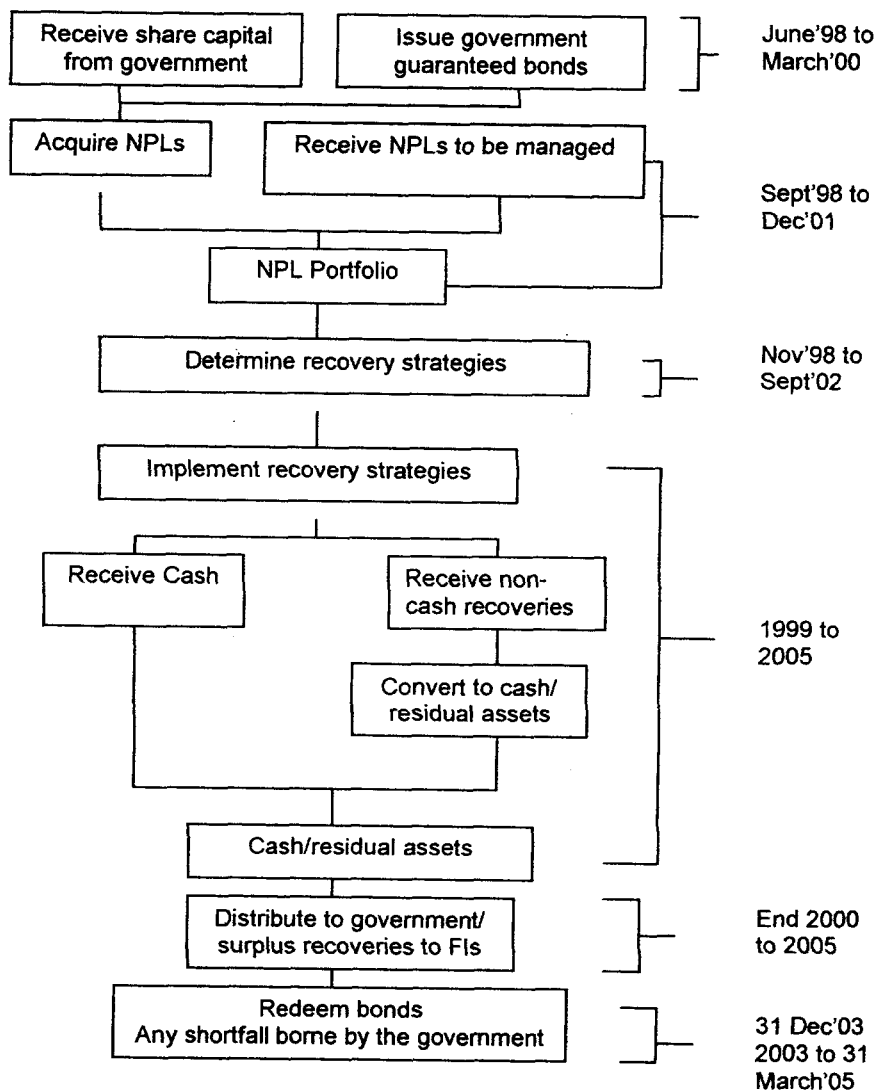 Receive share capital
from government
Issue government
guaranteed bonds
June'98 to
March'00
Acquire NPLs
Receive NPLs to be managed
Sept'98 to
Dec'01
NPL Portfolio
Determine recovery strategies
Nov'98 to
Sept'02
Implement recovery strategies
Receive Cash
Receive non-
cash recoveries
1999 to
2005
Convert to cash/
residual assets
Cash/residual assets
Distribute to government/
surplus recoveries to FIs
End 2000
to 2005
Redeem bonds
Any shortfall borne by the government
31 Dec'03
2003 to 31
March'05